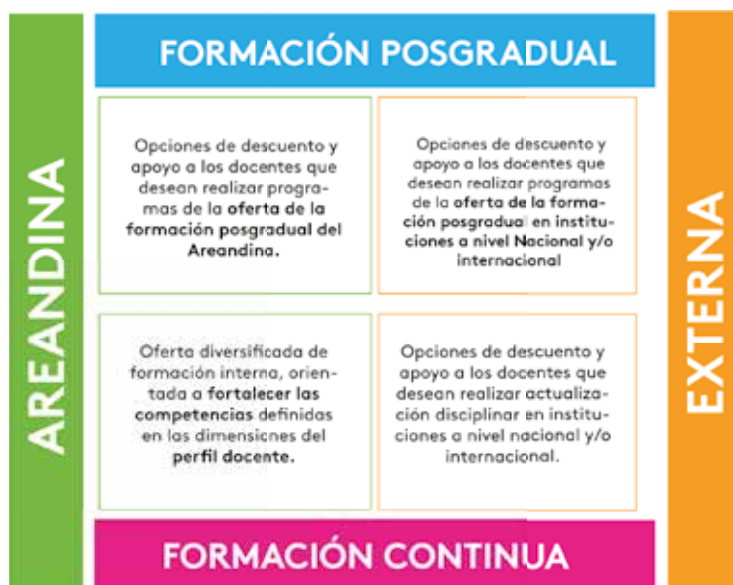 FORMACIÓN POSGRADUAL
AREANDINA
Opciones de descuento y
apoyo a los docentes que
desean realizar progra-
mas de la oferta de la
formación posgradual del
Areandina.
Opciones de descuento y
apoyo a los docentes que
desean realizar programas
de la oferta de la forma-
ción posgradual en institu-
ciones a nivel Nacional y/o
internacional
EXTERNA
Oferta diversificada de
formación interna, orien-
tada a fortalecer las
competencias definidas
en las dimensiones del
perfil docente.
Opciones de descuento y
apoyo a los docentes que
desean realizar actualiza-
ción disciplinar en institu-
ciones a nivel nacional y/o
internacional.
FORMACIÓN CONTINUA